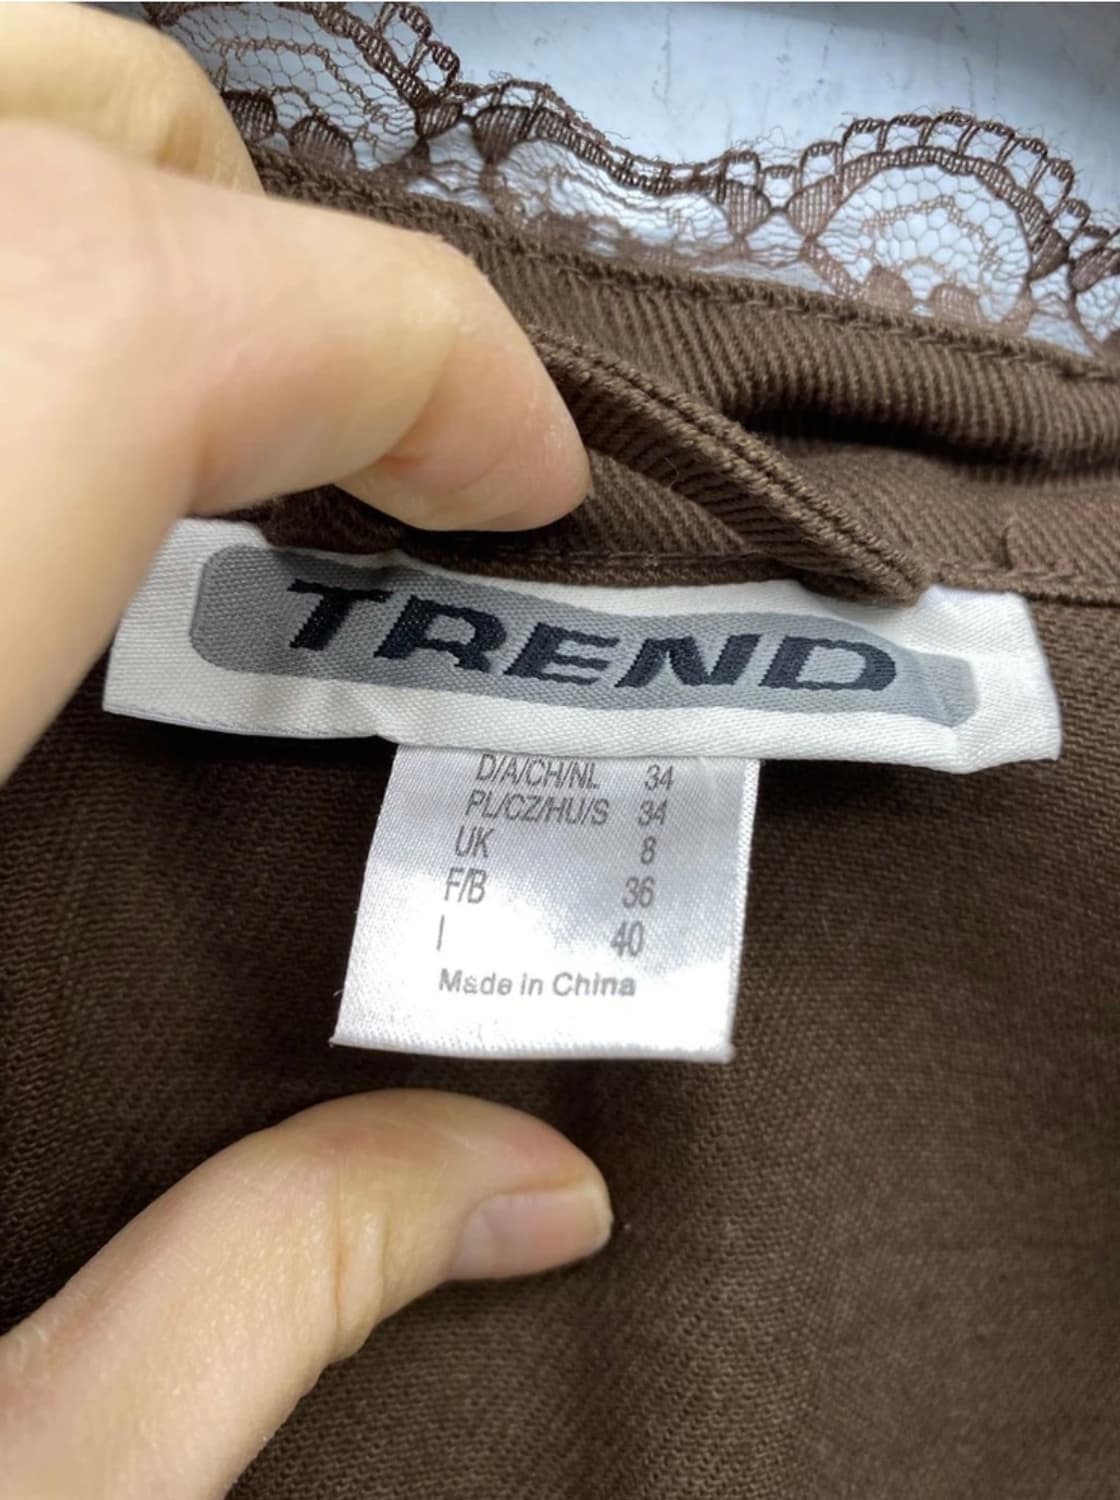 TREND
D/A/CH/NL 34
PL/CZ/HU/S 34
UK 8
F/B 36
I 40
Made in China